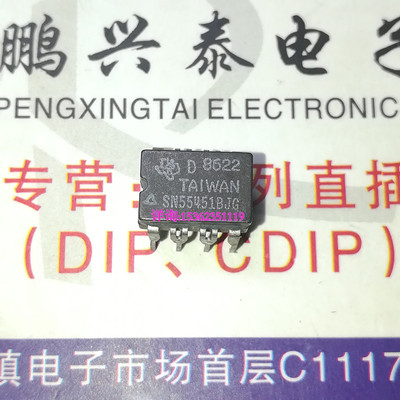 鹏兴泰电子
PENGXINGTAI ELECTRONIC
D 8622
TAIWAN
SN55451BJG
专营: 列直插
(DIP、CDIP)
镇电子市场首层C1117